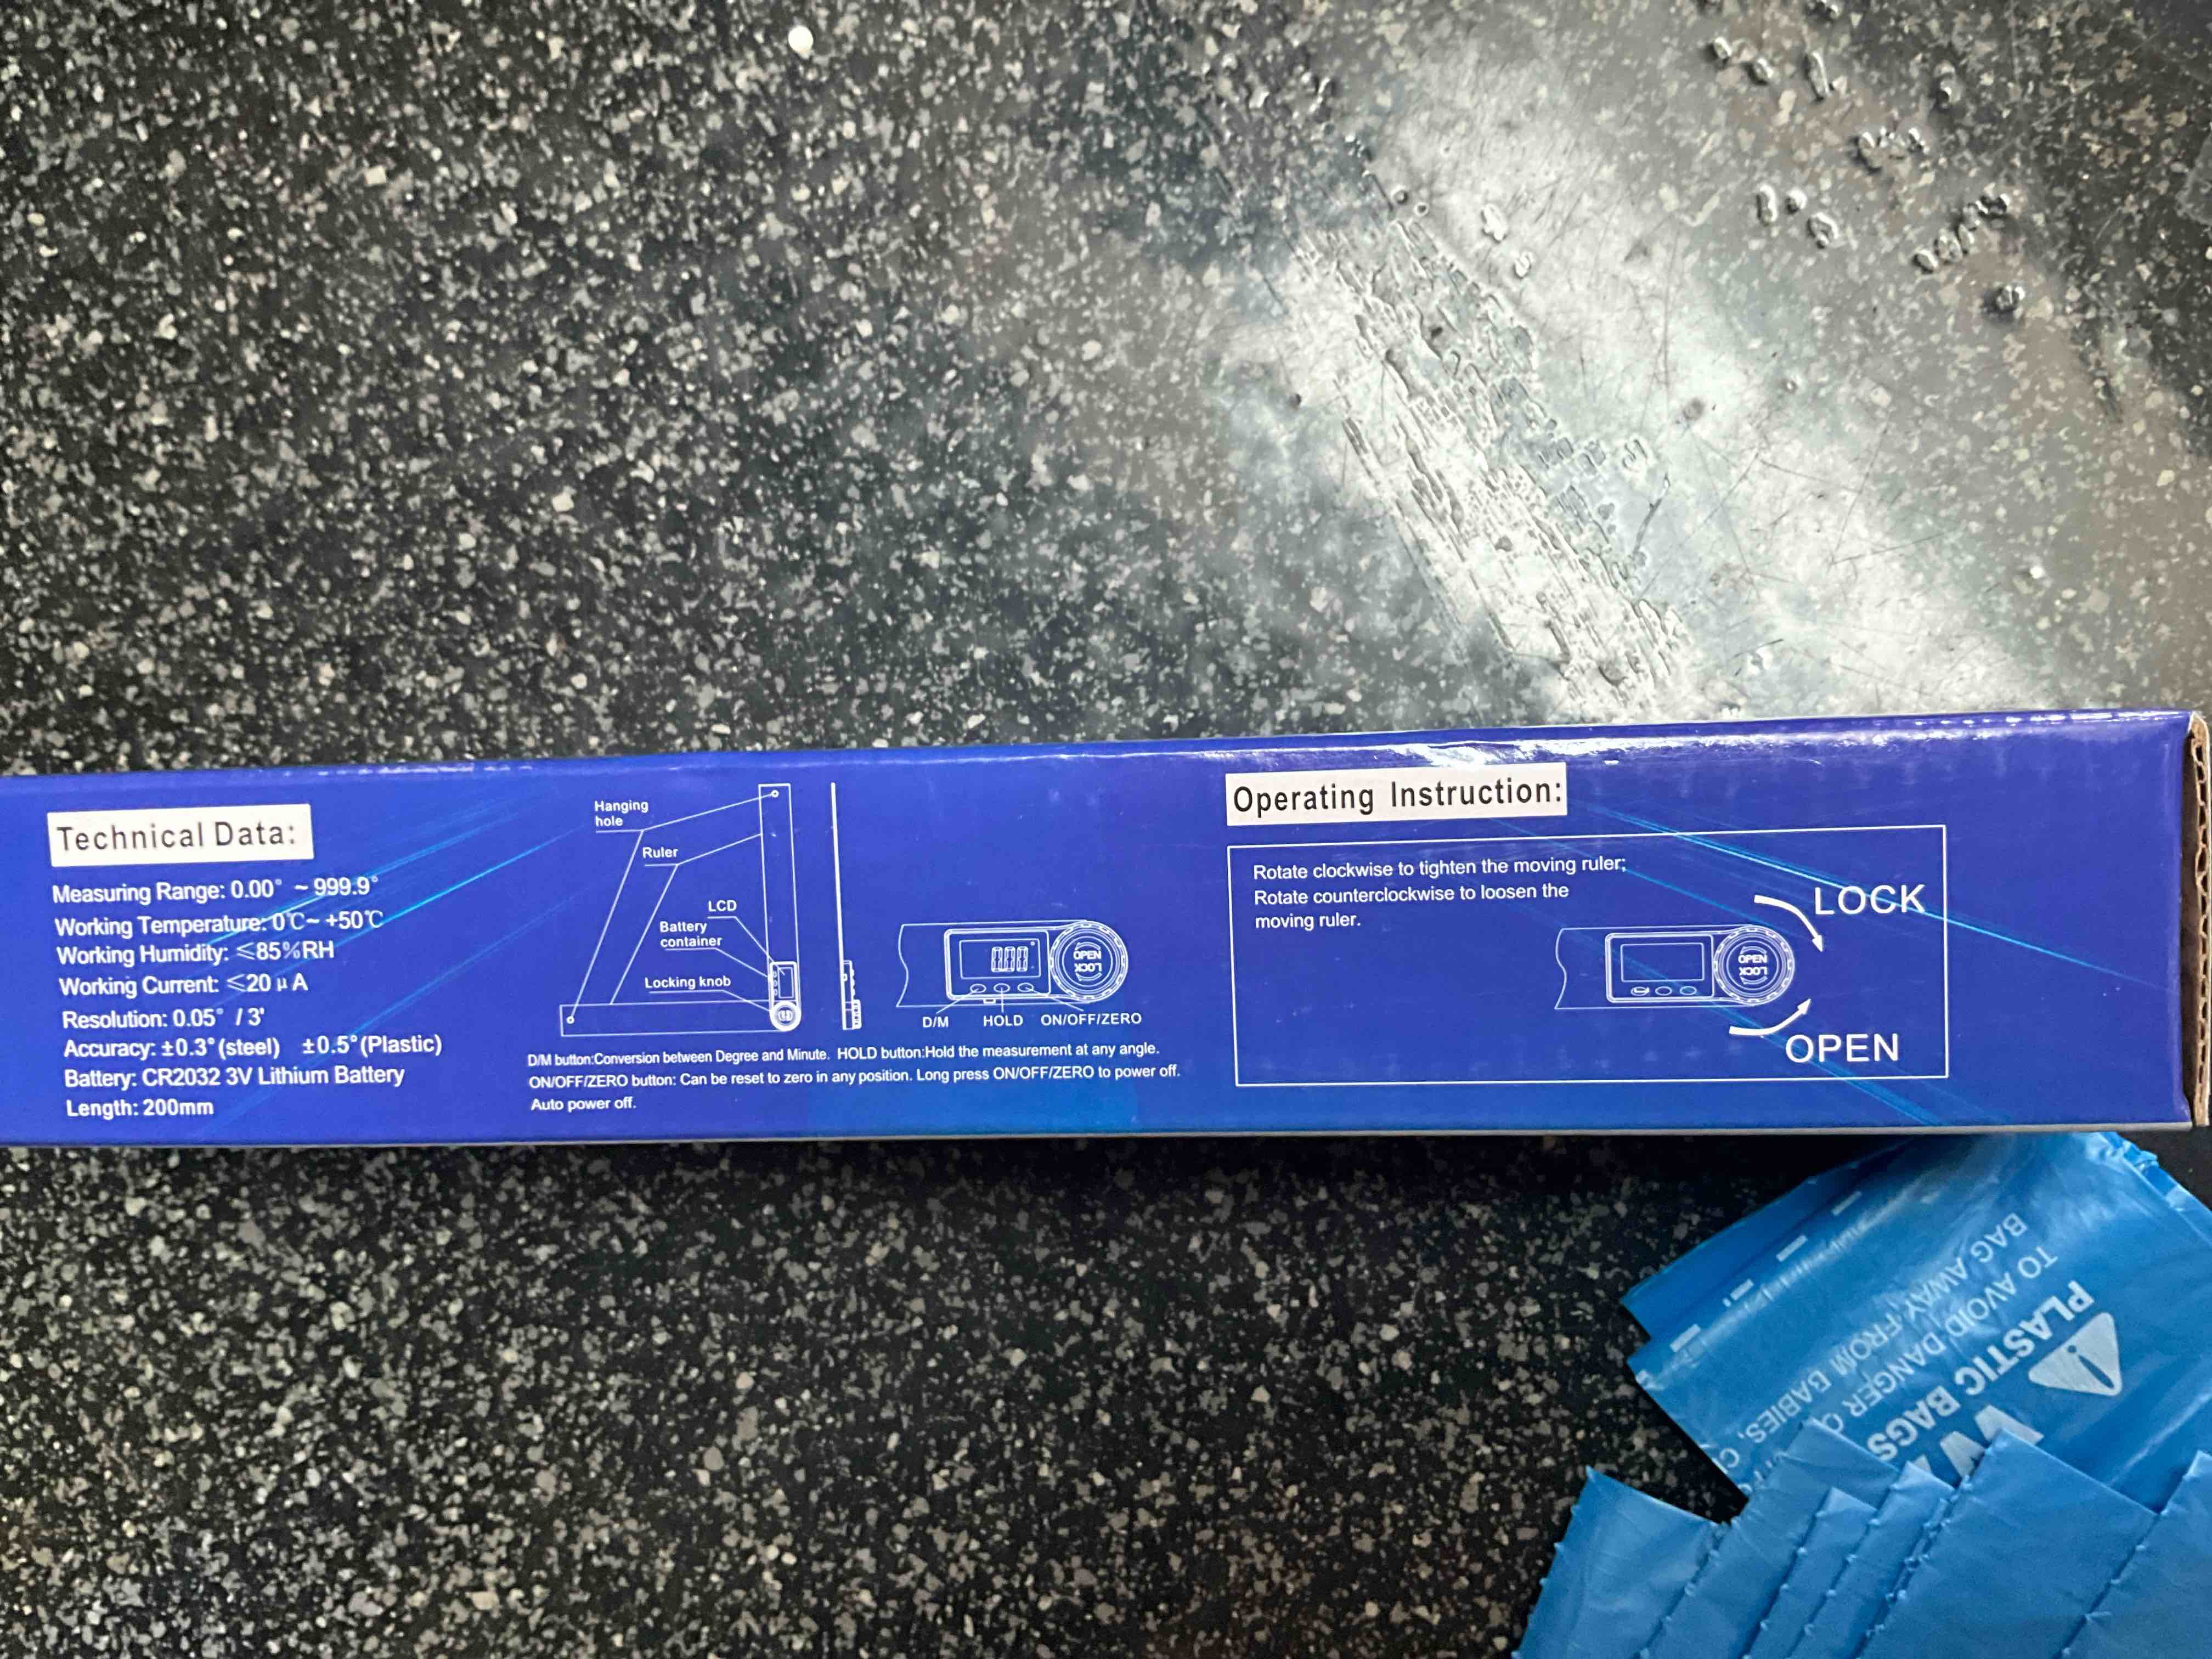 Technical Data:
Measuring Range: 0.00° ~ 999.9°
Working Temperature: 0℃~ +50℃
Working Humidity: ≤85%RH
Working Current: ≤20 μA
Resolution: 0.05° / 3'
Accuracy: ±0.3° (steel) ±0.5° (Plastic)
Battery: CR2032 3V Lithium Battery
Length: 200mm
Hanging
hole
Ruler
LCD
Battery
container
Locking knob
000°
OPEN
LOCK
D/M HOLD ON/OFF/ZERO
D/M button:Conversion between Degree and Minute. HOLD button:Hold the measurement at any angle.
ON/OFF/ZERO button: Can be reset to zero in any position. Long press ON/OFF/ZERO to power off.
Auto power off.
Operating Instruction:
Rotate clockwise to tighten the moving ruler;
Rotate counterclockwise to loosen the
moving ruler.
LOCK
OPEN
LOCK
OPEN
PLASTIC BAGS
TO AVOID DANGER
BAG AWAY FROM BABIES,